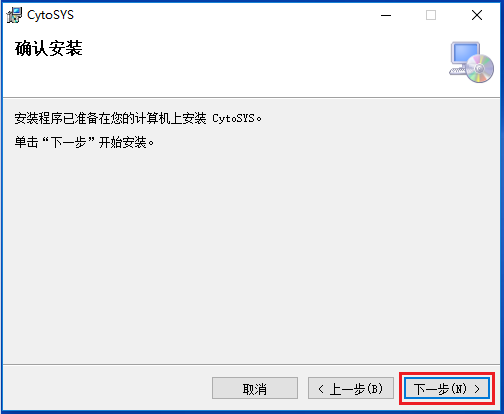 CytoSYS
确认安装
安装程序已准备在您的计算机上安装 CytoSYS。
单击“下一步”开始安装。
取消
< 上一步(B)
下一步(N) >